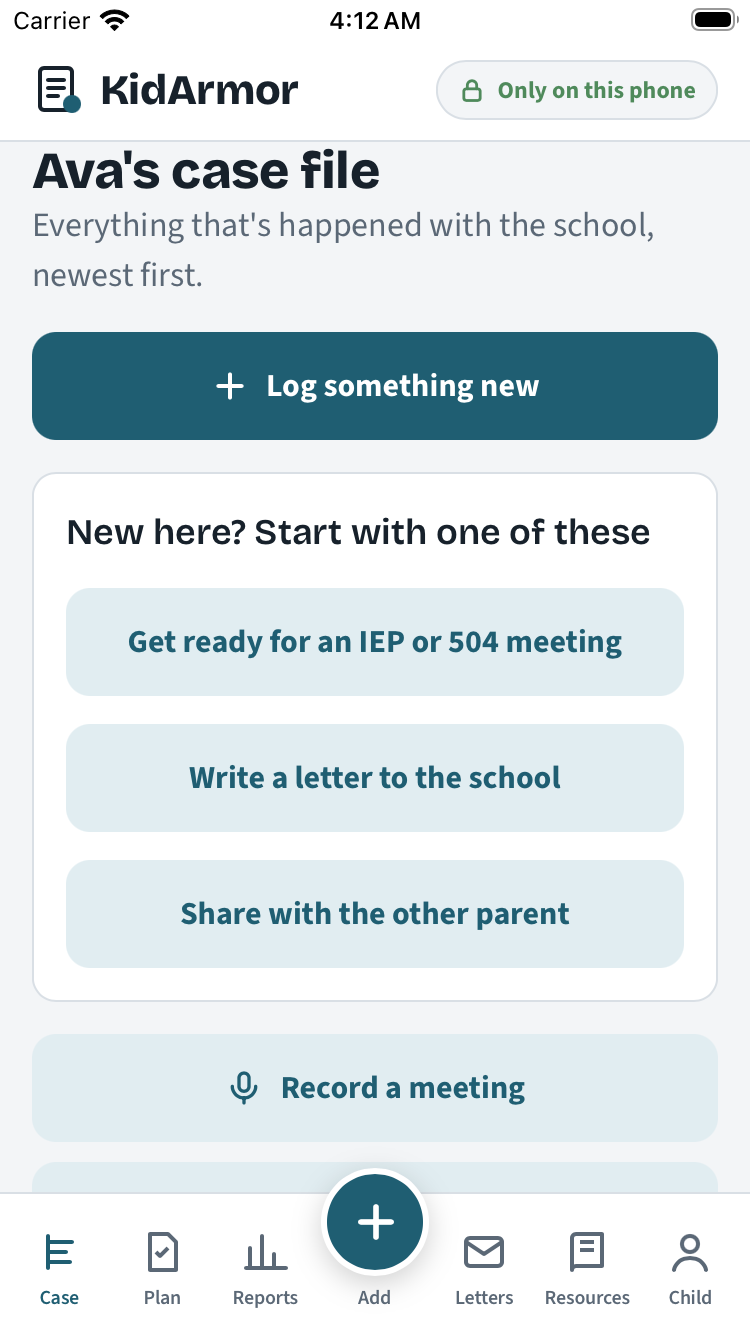 Carrier 4:12 AM
KidArmor
Only on this phone
Ava's case file
Everything that's happened with the school,
newest first.
Log something new
New here? Start with one of these
Get ready for an IEP or 504 meeting
Write a letter to the school
Share with the other parent
Record a meeting
Case Plan Reports Add Letters Resources Child